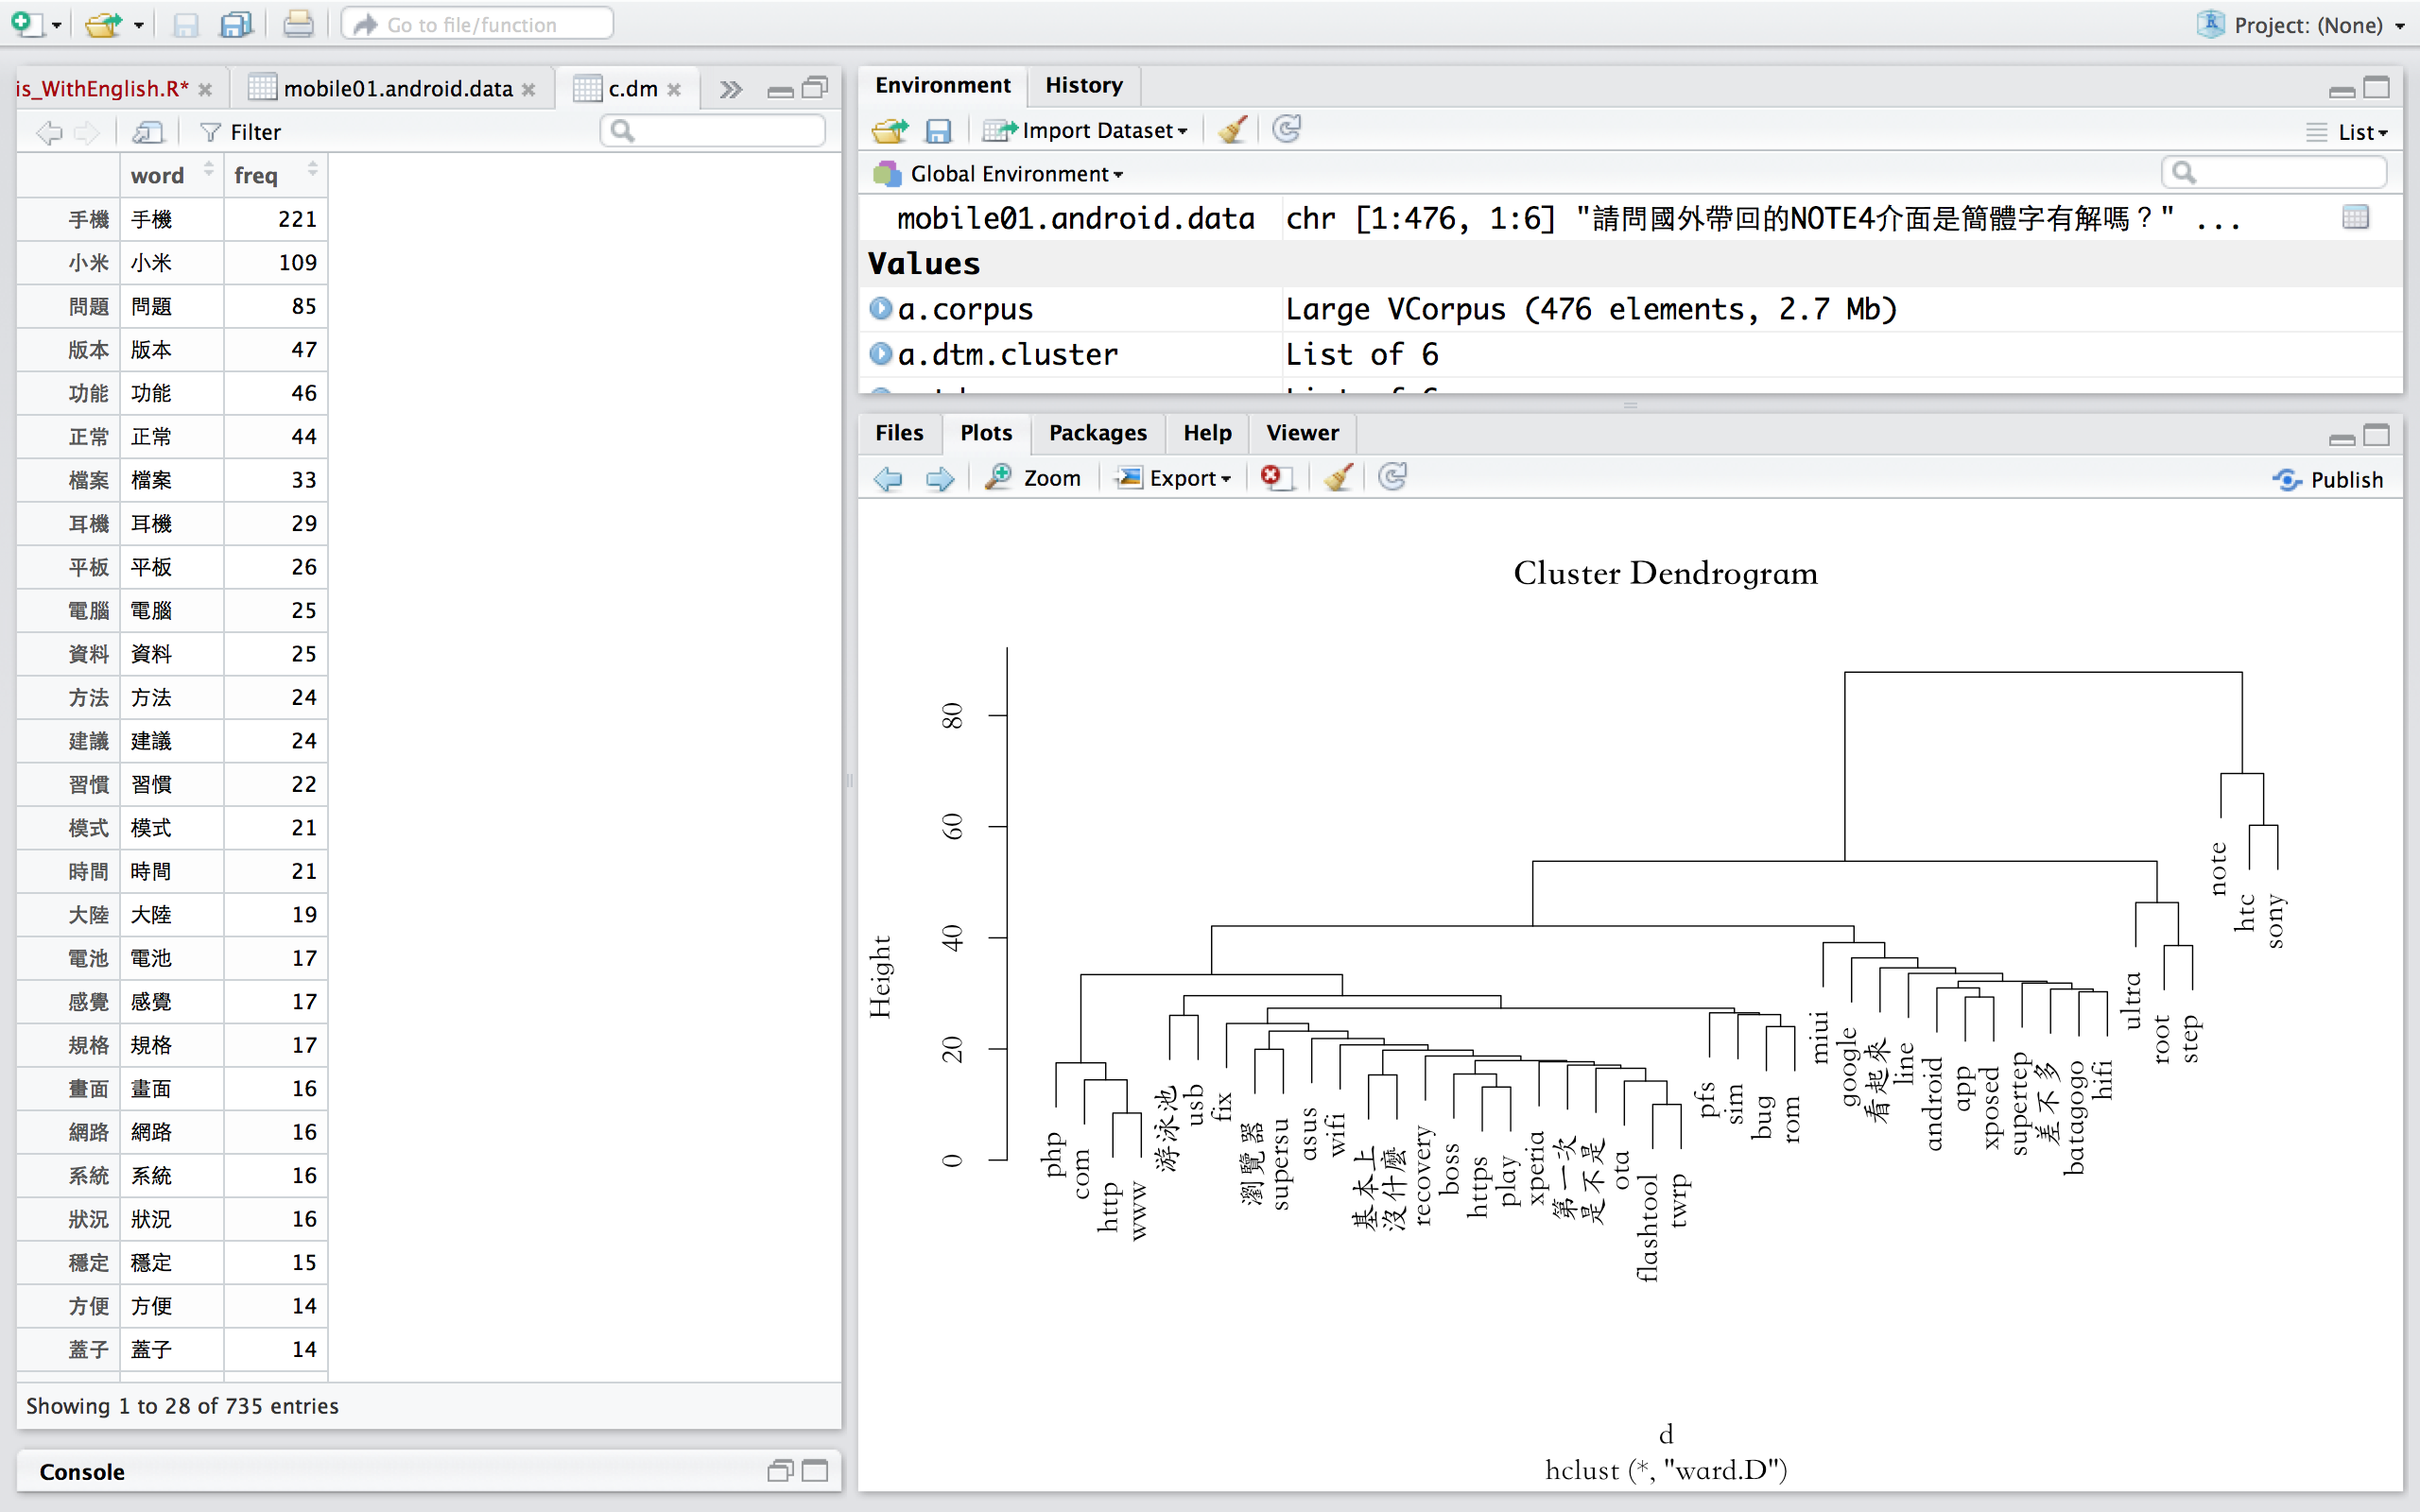 Go to file/function
Project: (None)
is_WithEnglish.R*
mobile01.android.data
c.dm
Filter
word freq
手機 手機 221
小米 小米 109
問題 問題 85
版本 版本 47
功能 功能 46
正常 正常 44
檔案 檔案 33
耳機 耳機 29
平板 平板 26
電腦 電腦 25
資料 資料 25
方法 方法 24
建議 建議 24
習慣 習慣 22
模式 模式 21
時間 時間 21
大陸 大陸 19
電池 電池 17
感覺 感覺 17
規格 規格 17
畫面 畫面 16
網路 網路 16
系統 系統 16
狀況 狀況 16
穩定 穩定 15
方便 方便 14
蓋子 蓋子 14
Showing 1 to 28 of 735 entries
Console
Environment History
Import Dataset
List
Global Environment
mobile01.android.data chr [1:476, 1:6] "請問國外帶回的NOTE4介面是簡體字有解嗎？" ...
Values
a.corpus Large VCorpus (476 elements, 2.7 Mb)
a.dtm.cluster List of 6
Files Plots Packages Help Viewer
Zoom Export
Publish
Cluster Dendrogram
Height
80
60
40
20
0
php
com
http
www
游泳池
usb
fix
瀏覽器
supersu
asus
wifi
基本上
沒什麼
recovery
boss
https
play
xperia
第一次
是不是
ota
flashtool
twrp
pfs
sim
bug
rom
miui
google
看起來
line
android
app
xposed
supertep
差不多
batagogo
hifi
ultra
root
step
note
htc
sony
d
hclust (*, "ward.D")